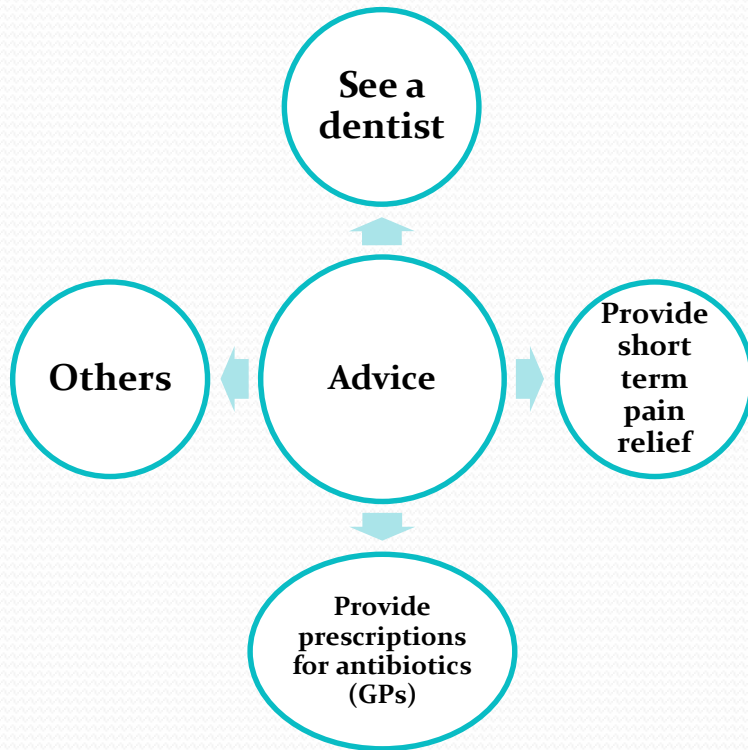 See a
dentist
Others
Advice
Provide
short
term
pain
relief
Provide
prescriptions
for antibiotics
(GPs)